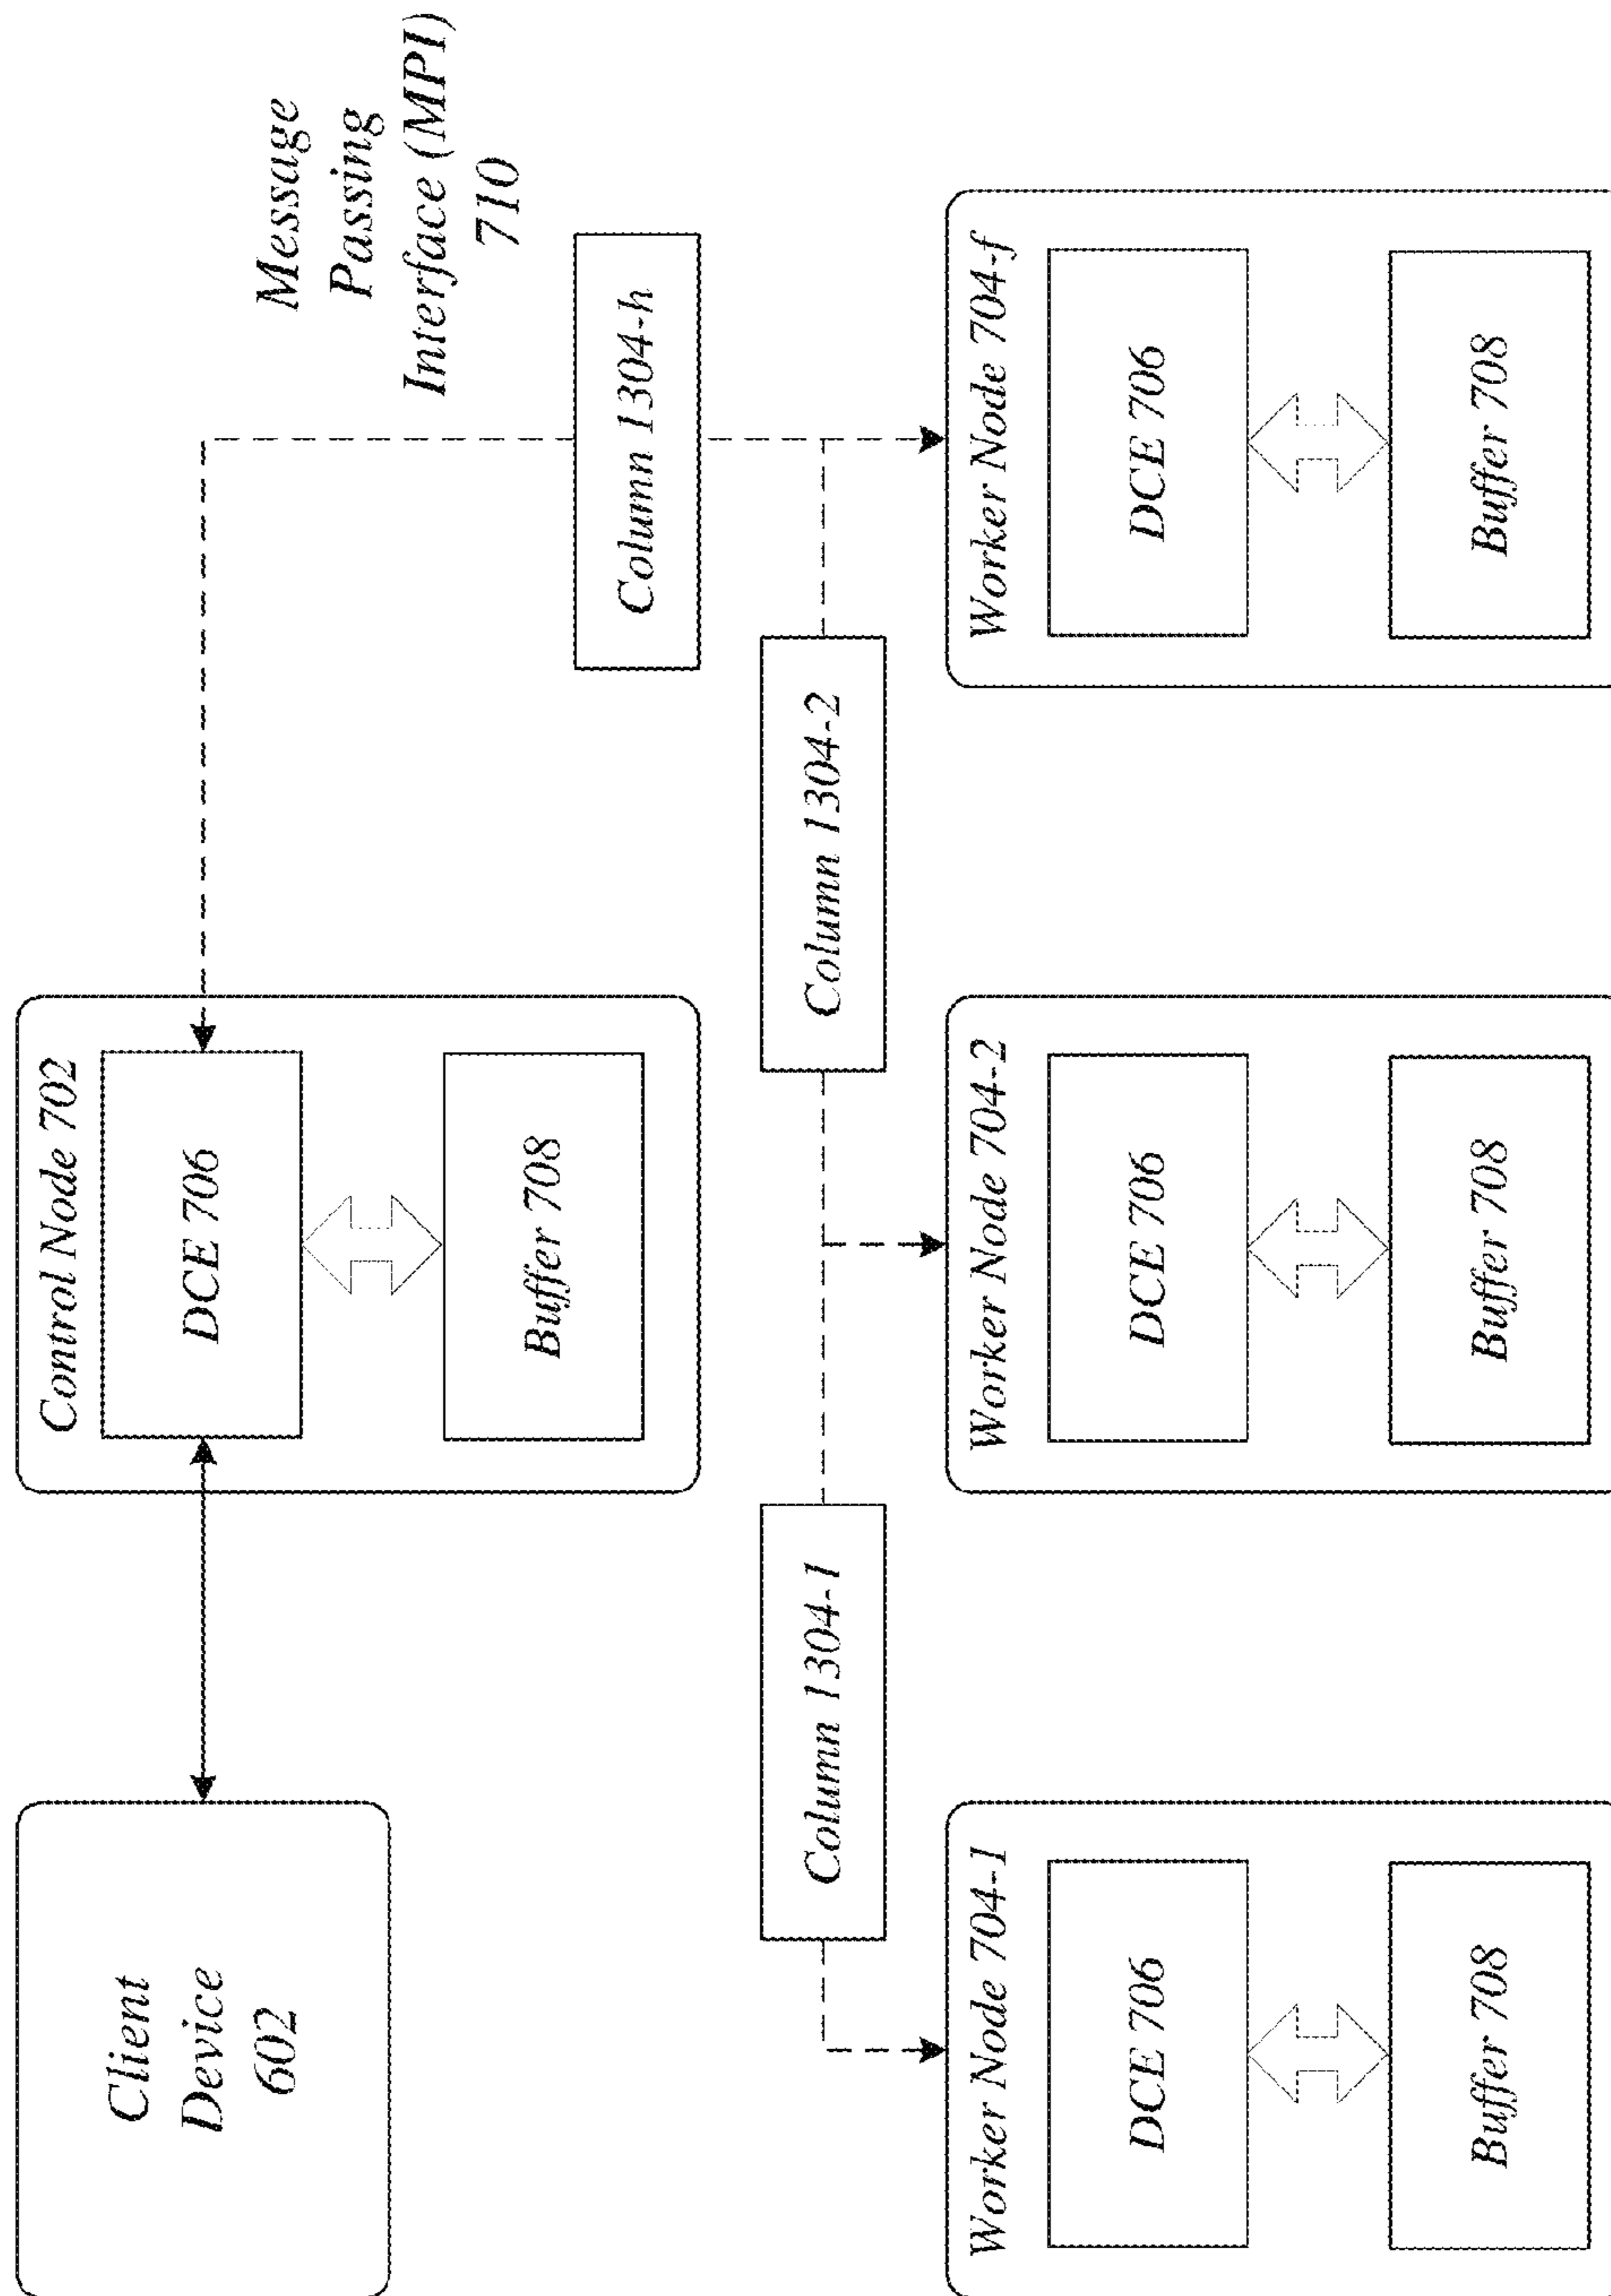 Client
Device
602
Control Node 702
DCE 706
Buffer 708
Message
Passing
Interface (MPI)
710
Column 1304-h
Column 1304-1
Column 1304-2
Worker Node 704-1
DCE 706
Buffer 708
Worker Node 704-2
DCE 706
Buffer 708
Worker Node 704-f
DCE 706
Buffer 708